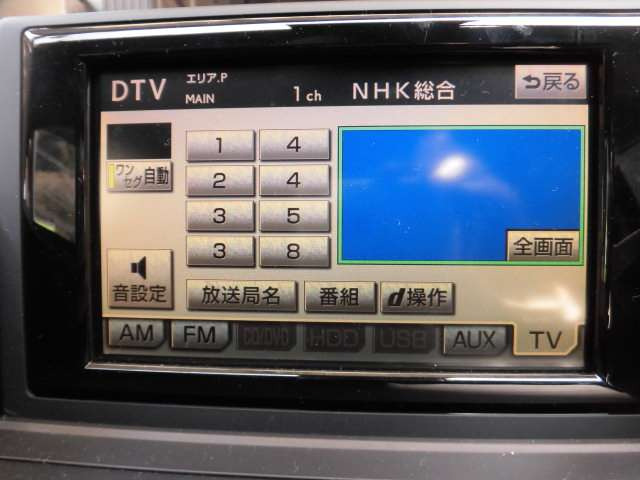 DTV エリア.P MAIN 1 ch NHK総合 戻る
1 4
ワンセグ 自動 2 4
3 5
3 8 全画面
音設定 放送局名 番組 d操作
AM FM CD/DVD HDD USB AUX TV